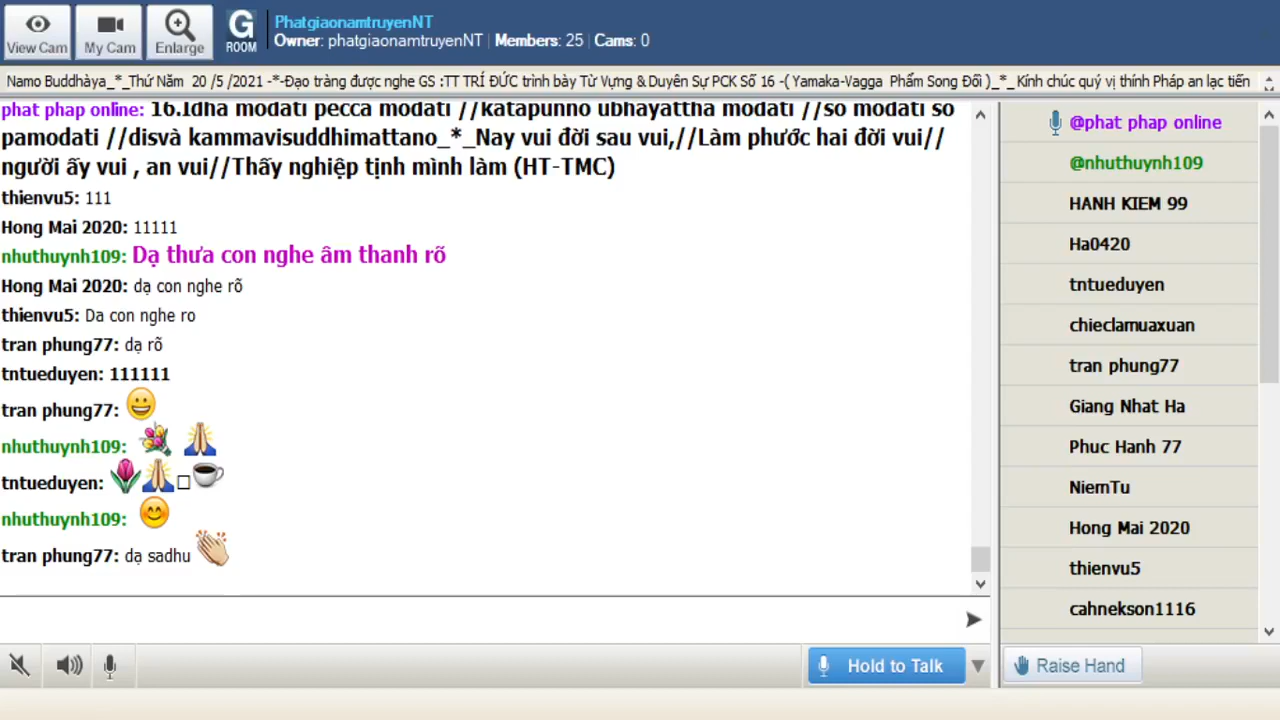 View Cam
My Cam
Enlarge
G
ROOM
PhatgiaonamtruyenNT
Owner: phatgiaonamtruyenNT | Members: 25 | Cams: 0
Namo Buddhàya_*_Thứ Năm 20 /5 /2021 -*-Đạo tràng được nghe GS :TT TRÍ ĐỨC trình bày Từ Vựng & Duyên Sự PCK Số 16 -( Yamaka-Vagga Phẩm Song Đối )_*_ Kính chúc quý vị thính Pháp an lạc tiến
phat phap online: 16.Idha modati pecca modati //katapunno ubhayattha modati //so modati so
pamodati //disvà kammavisuddhimattano_*_Nay vui đời sau vui,//Làm phước hai đời vui//
người ấy vui , an vui//Thấy nghiệp tịnh mình làm (HT-TMC)
thienvu5: 111
Hong Mai 2020: 11111
nhuthuynh109: Dạ thưa con nghe âm thanh rõ
Hong Mai 2020: dạ con nghe rõ
thienvu5: Da con nghe ro
tran phung77: dạ rõ
tntueduyen: 111111
tran phung77:
nhuthuynh109:
tntueduyen:
nhuthuynh109:
tran phung77: dạ sadhu
Hold to Talk
@phat phap online
@nhuthuynh109
HANH KIEM 99
Ha0420
tntueduyen
chieclamuaxuan
tran phung77
Giang Nhat Ha
Phuc Hanh 77
NiemTu
Hong Mai 2020
thienvu5
cahnekson1116
Raise Hand